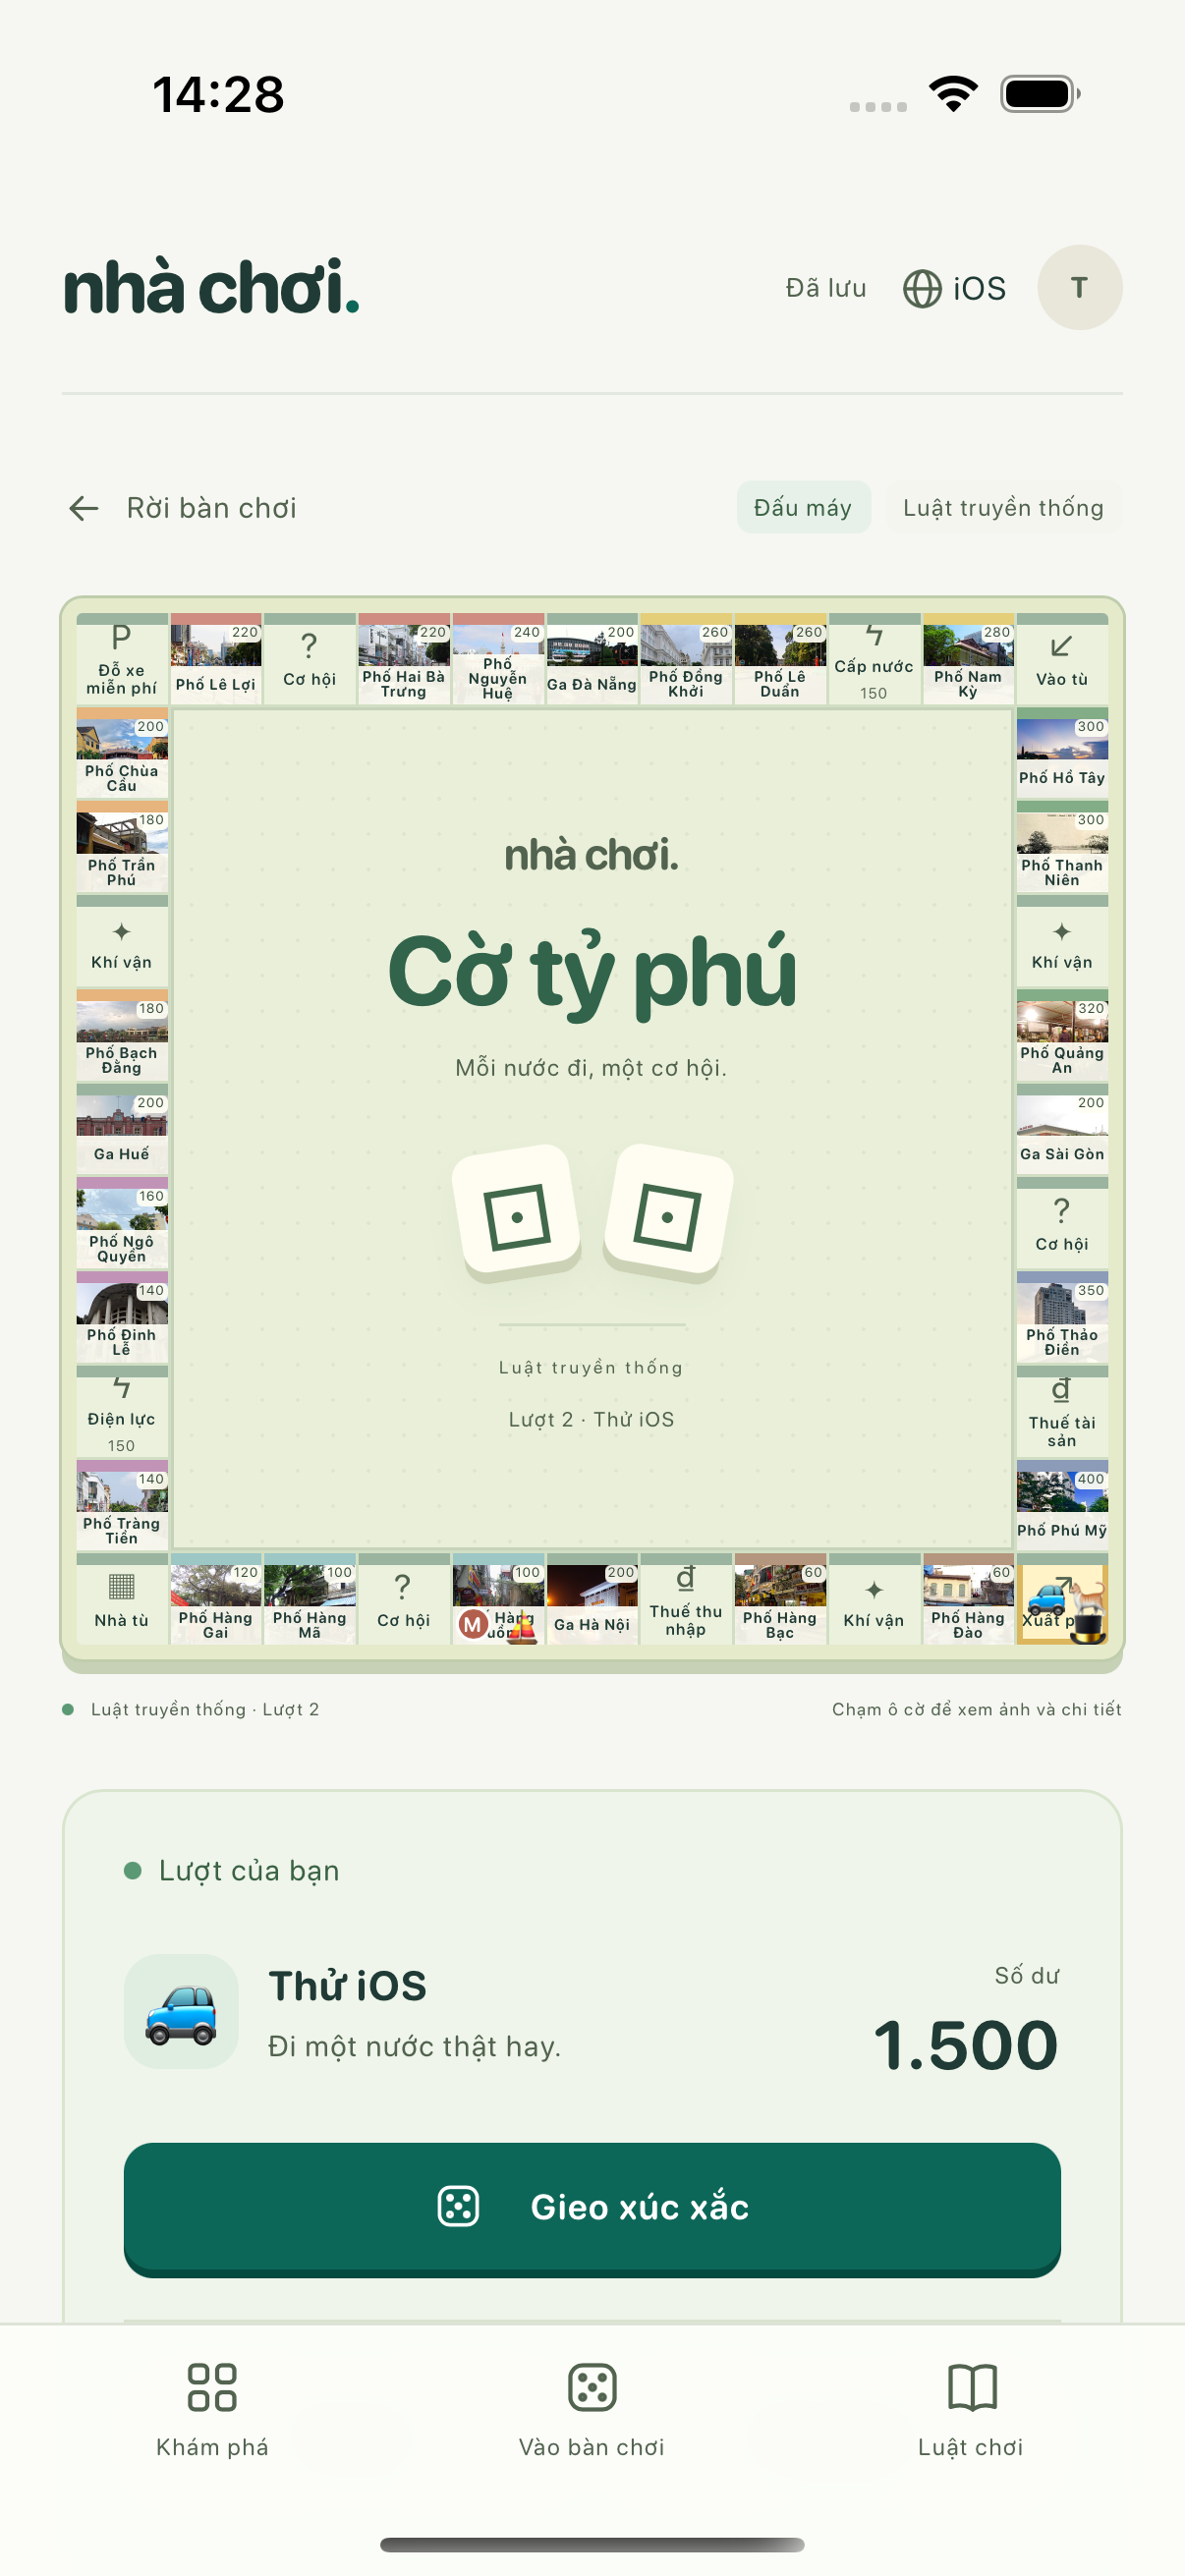 14:28
nhà chơi.
Đã lưu
iOS
T
Rời bàn chơi
Đấu máy
Luật truyền thống
P
Đỗ xe
miễn phí
220
Phố Lê Lợi
?
Cơ hội
220
Phố Hai Bà
Trưng
240
Phố
Nguyễn
Huệ
200
Ga Đà Nẵng
260
Phố Đồng
Khởi
260
Phố Lê
Duẩn
Cấp nước
150
280
Phố Nam
Kỳ
Vào tù
200
Phố Chùa
Cầu
300
Phố Hồ Tây
180
Phố Trần
Phú
300
Phố Thanh
Niên
Khí vận
Khí vận
180
Phố Bạch
Đằng
320
Phố Quảng
An
200
Ga Huế
200
Ga Sài Gòn
160
Phố Ngô
Quyền
?
Cơ hội
140
Phố Đinh
Lễ
350
Phố Thảo
Điền
Điện lực
150
₫
Thuế tài
sản
140
Phố Tràng
Tiền
400
Phố Phú Mỹ
nhà chơi.
Cờ tỷ phú
Mỗi nước đi, một cơ hội.
Luật truyền thống
Lượt 2 · Thử iOS
Nhà tù
120
Phố Hàng
Gai
100
Phố Hàng
Mã
?
Cơ hội
100
M
Hàng
200
Ga Hà Nội
₫
Thuế thu
nhập
60
Phố Hàng
Bạc
Khí vận
60
Phố Hàng
Đào
Xuất
Luật truyền thống · Lượt 2
Chạm ô cờ để xem ảnh và chi tiết
Lượt của bạn
Thử iOS
Đi một nước thật hay.
Số dư
1.500
Gieo xúc xắc
Khám phá
Vào bàn chơi
Luật chơi